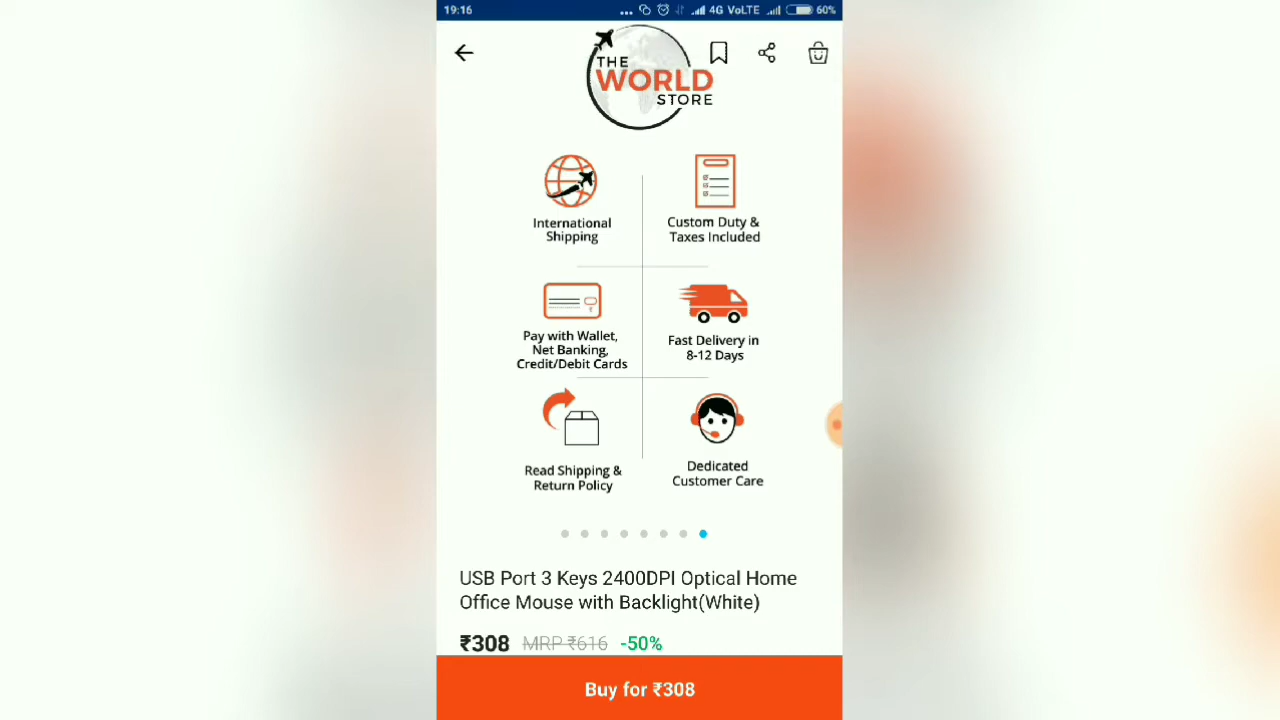 19:16
4G VoLTE
60%
THE
WORLD
STORE
International
Shipping
Custom Duty &
Taxes Included
Pay with Wallet,
Net Banking,
Credit/Debit Cards
Fast Delivery in
8-12 Days
Read Shipping &
Return Policy
Dedicated
Customer Care
USB Port 3 Keys 2400DPI Optical Home
Office Mouse with Backlight(White)
₹308 MRP ₹616 -50%
Buy for ₹308